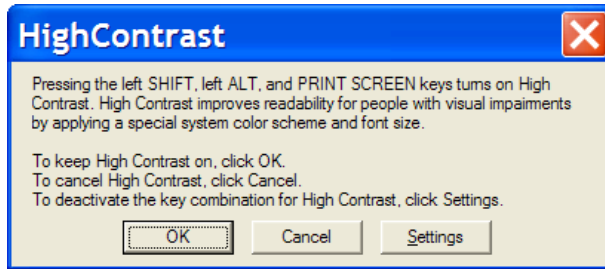 HighContrast
Pressing the left SHIFT, left ALT, and PRINT SCREEN keys turns on High
Contrast. High Contrast improves readability for people with visual impairments
by applying a special system color scheme and font size.
To keep High Contrast on, click OK.
To cancel High Contrast, click Cancel.
To deactivate the key combination for High Contrast, click Settings.
OK Cancel Settings